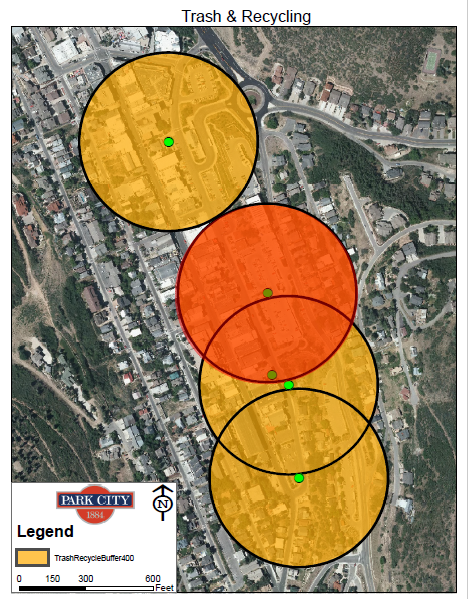 Trash & Recycling
PARK CITY
1884
N
Legend
TrashRecycleBuffer400
0 150 300 600
Feet